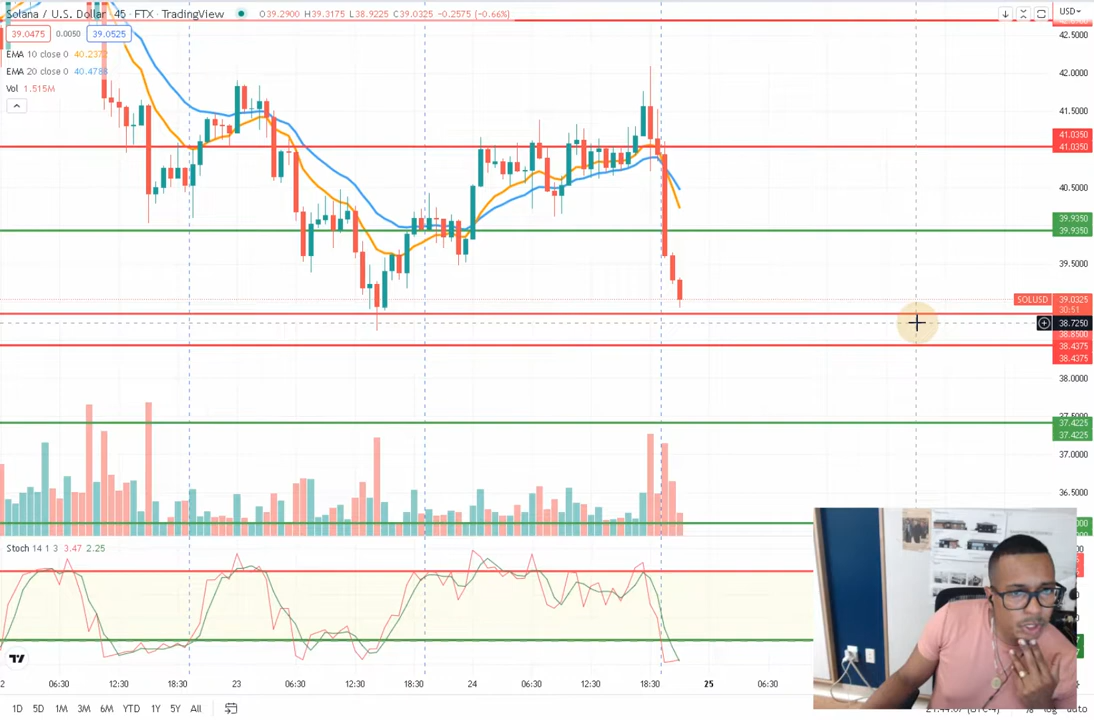 Solana / U.S. Dollar · 45 · FTX · TradingView O39.2900 H39.3175 L38.9225 C39.0325 -0.2575 (-0.66%)
USD
39.0475 0.0050 39.0525
42.5000
EMA 10 close 0
EMA 20 close 0
42.0000
Vol 1.515M
41.5000
41.0350
41.0350
40.5000
39.9350
39.9350
39.5000
SOLUSD 39.0325
30:51
38.7250
38.8500
38.4375
38.4375
38.0000
37.4225
37.4225
37.0000
36.5000
Stoch 14 1 3 3.47 2.25
2 06:30 12:30 18:30 23 06:30 12:30 18:30 24 06:30 12:30 18:30 25 06:30
1D 5D 1M 3M 6M YTD 1Y 5Y All
auto